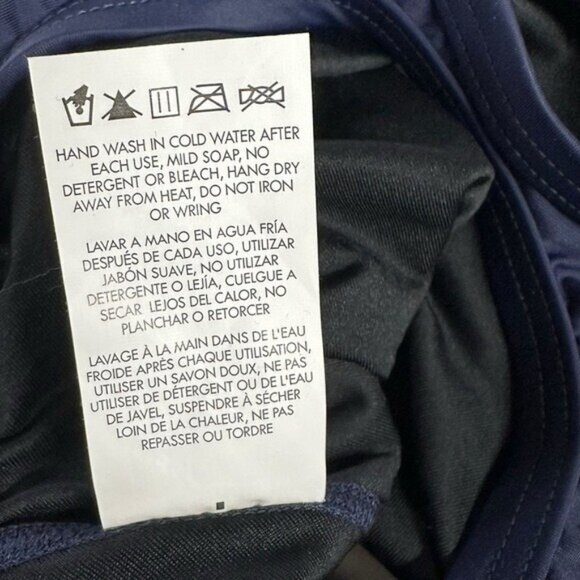 HAND WASH IN COLD WATER AFTER
EACH USE, MILD SOAP, NO
DETERGENT OR BLEACH, HANG DRY
AWAY FROM HEAT, DO NOT IRON
OR WRING
LAVAR A MANO EN AGUA FRÍA
DESPUÉS DE CADA USO, UTILIZAR
JABÓN SUAVE, NO UTILIZAR
DETERGENTE O LEJÍA, CUELGUE A
SECAR LEJOS DEL CALOR, NO
PLANCHAR O RETORCER
LAVAGE À LA MAIN DANS DE L'EAU
FROIDE APRÈS CHAQUE UTILISATION,
UTILISER UN SAVON DOUX, NE PAS
UTILISER DE DÉTERGENT OU DE L'EAU
DE JAVEL, SUSPENDRE À SÉCHER
LOIN DE LA CHALEUR, NE PAS
REPASSER OU TORDRE